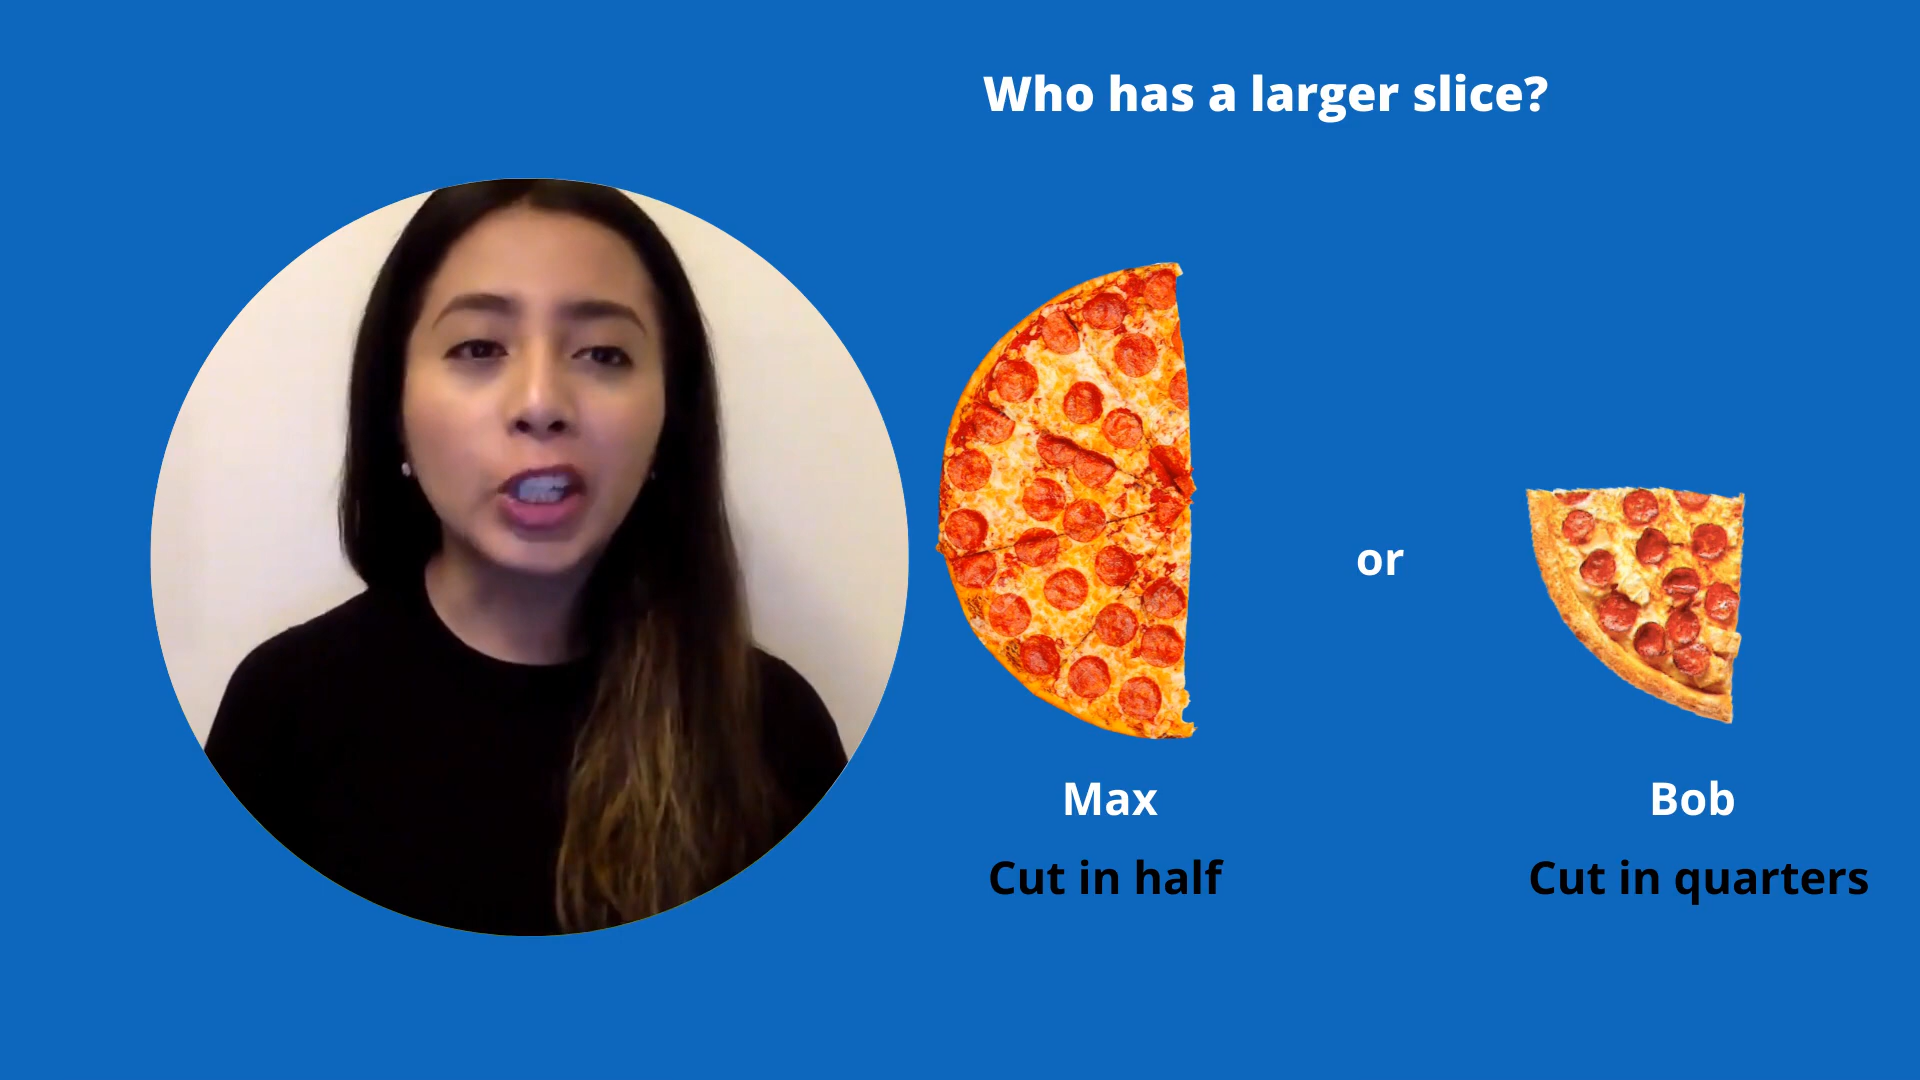 Who has a larger slice?
or
Max
Bob
Cut in half
Cut in quarters